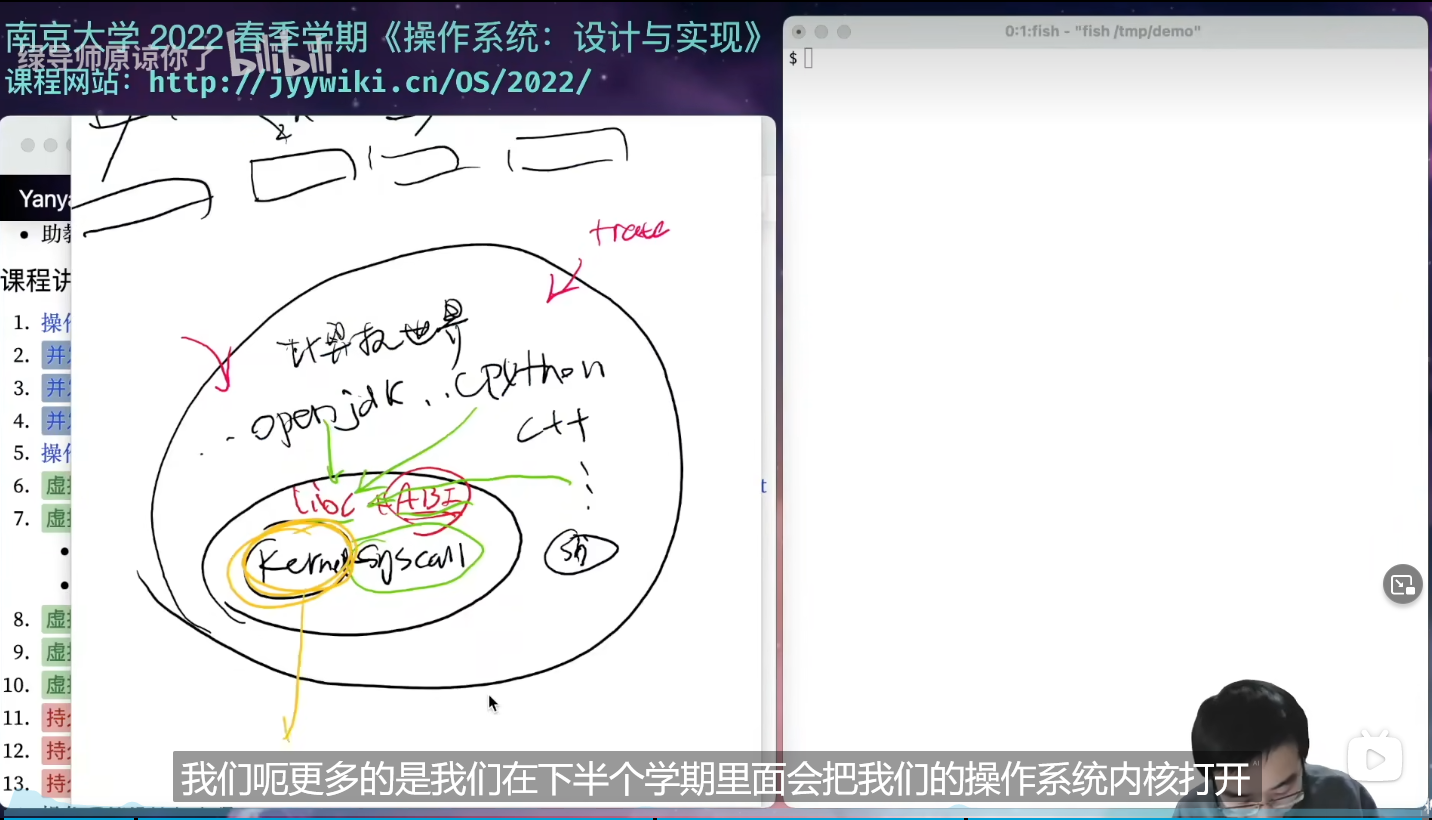 南京大学 2022 春季学期《操作系统：设计与实现》
绿导师原谅你了 bilibili
课程网站：http://jyywiki.cn/OS/2022/
0:1:fish - "fish /tmp/demo"
$
Yanya
• 助教
课程讲
1. 操作
2. 并
3. 并
4. 并
5. 操作
6. 虚
7. 虚
8. 虚
9. 虚
10. 虚
11. 持
12. 持
13. 持
t
trace
计算机世界
openjdk .. CPython
C++
libc ABI
Kernel Syscall
sh
我们呃更多的是我们在下半个学期里面会把我们的操作系统内核打开